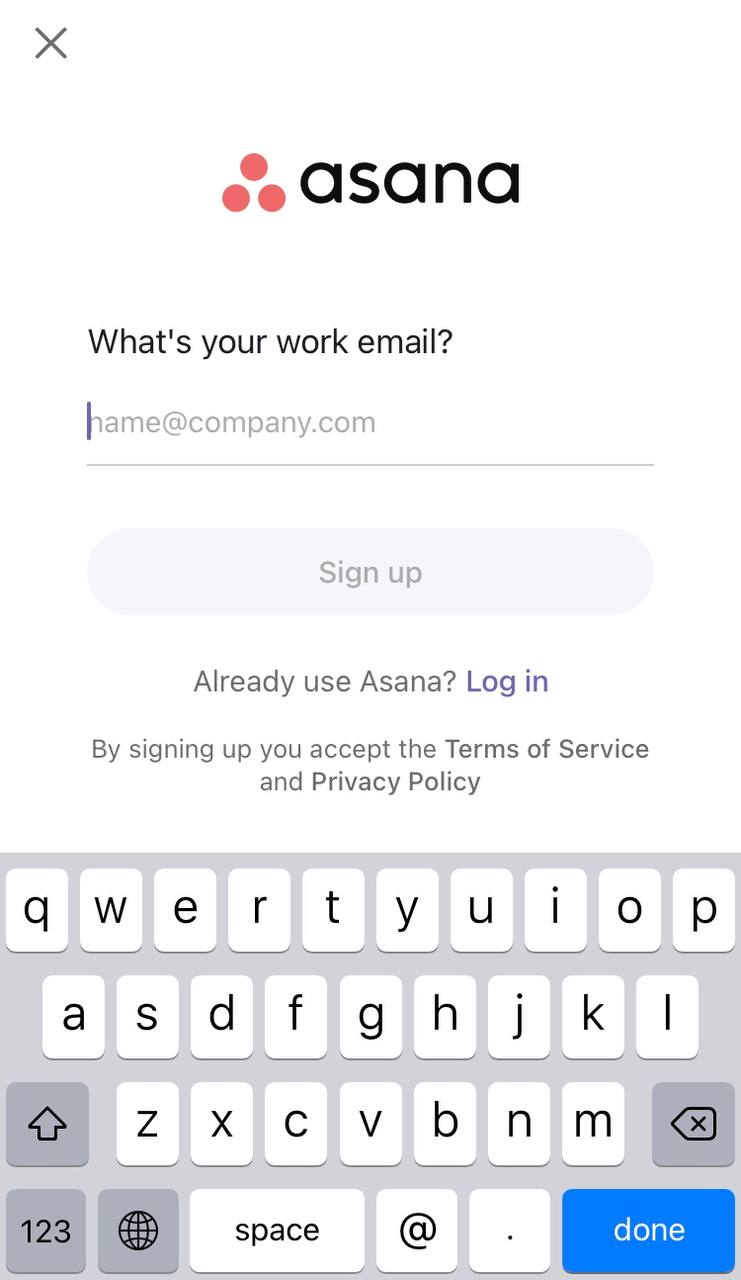 asana
What's your work email?
name@company.com
Sign up
Already use Asana? Log in
By signing up you accept the Terms of Service
and Privacy Policy
q w e r t y u i o p
a s d f g h j k l
z x c v b n m
123 space @ . done